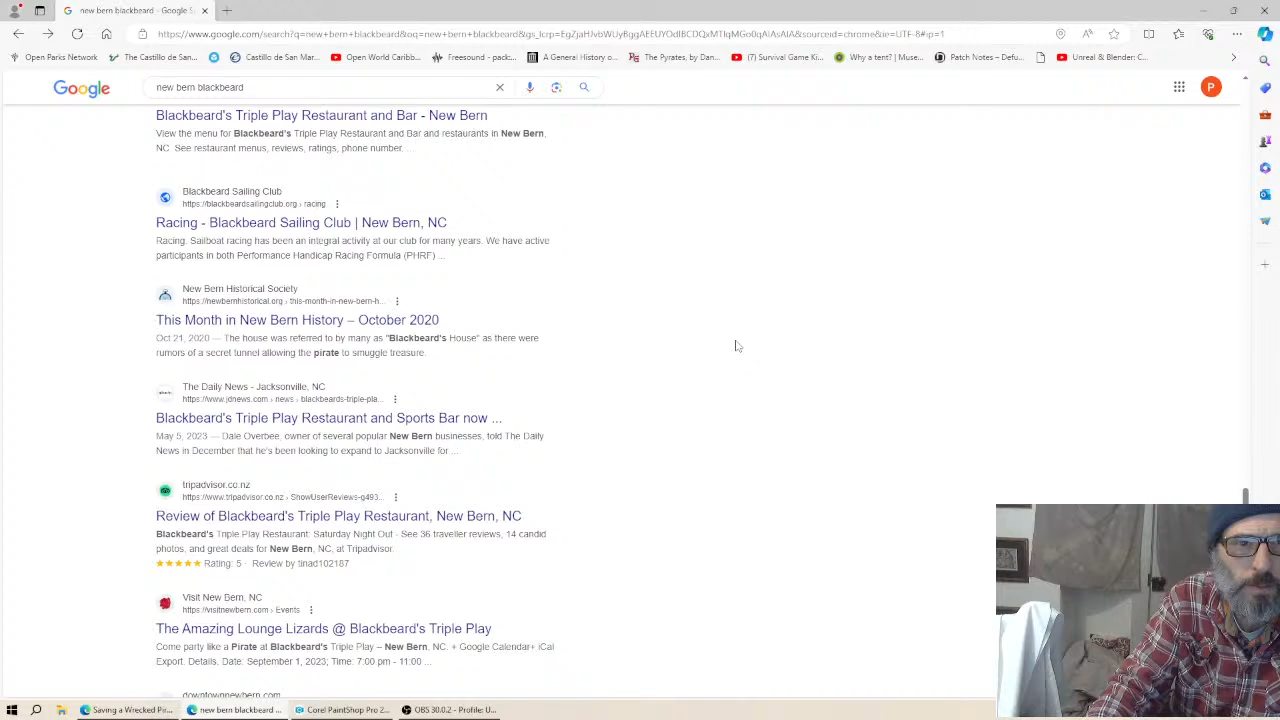 new bern blackbeard - Google S
https://www.google.com/search?q=new+bern+blackbeard&oq=new+bern+blackbeard&gs_lcrp=EgZjaHJvbWUyBggAEEUYOdIBCDQxMTlqMGo0qAIAsAIA&sourceid=chrome&ie=UTF-8#ip=1
Open Parks Network
The Castillo de San...
Castillo de San Mar...
Open World Caribb...
Freesound - packc...
A General History o...
The Pyrates, by Dan...
(7) Survival Game Ki...
Why a tent? | Muse...
Patch Notes – Defu...
Unreal & Blender: C...
Google
new bern blackbeard
P
Blackbeard's Triple Play Restaurant and Bar - New Bern
View the menu for Blackbeard's Triple Play Restaurant and Bar and restaurants in New Bern,
NC. See restaurant menus, reviews, ratings, phone number. ...
Blackbeard Sailing Club
https://blackbeardsailingclub.org › racing
Racing - Blackbeard Sailing Club | New Bern, NC
Racing. Sailboat racing has been an integral activity at our club for many years. We have active
participants in both Performance Handicap Racing Formula (PHRF) ...
New Bern Historical Society
https://newbernhistorical.org › this-month-in-new-bern-h...
This Month in New Bern History – October 2020
Oct 21, 2020 — The house was referred to by many as "Blackbeard's House" as there were
rumors of a secret tunnel allowing the pirate to smuggle treasure.
The Daily News - Jacksonville, NC
https://www.jdnews.com › news › blackbeards-triple-pla...
Blackbeard's Triple Play Restaurant and Sports Bar now ...
May 5, 2023 — Dale Overbee, owner of several popular New Bern businesses, told The Daily
News in December that he's been looking to expand to Jacksonville for ...
tripadvisor.co.nz
https://www.tripadvisor.co.nz › ShowUserReviews-g493...
Review of Blackbeard's Triple Play Restaurant, New Bern, NC
Blackbeard's Triple Play Restaurant: Saturday Night Out - See 36 traveller reviews, 14 candid
photos, and great deals for New Bern, NC, at Tripadvisor.
Rating: 5 · Review by tinad102187
Visit New Bern, NC
https://visitnewbern.com › Events
The Amazing Lounge Lizards @ Blackbeard's Triple Play
Come party like a Pirate at Blackbeard's Triple Play – New Bern, NC. + Google Calendar+ iCal
Export. Details. Date: September 1, 2023; Time: 7:00 pm - 11:00 ...
downtownnewbern.com
Saving a Wrecked Pir...
new bern blackbeard ...
Corel PaintShop Pro 2...
OBS 30.0.2 - Profile: U...